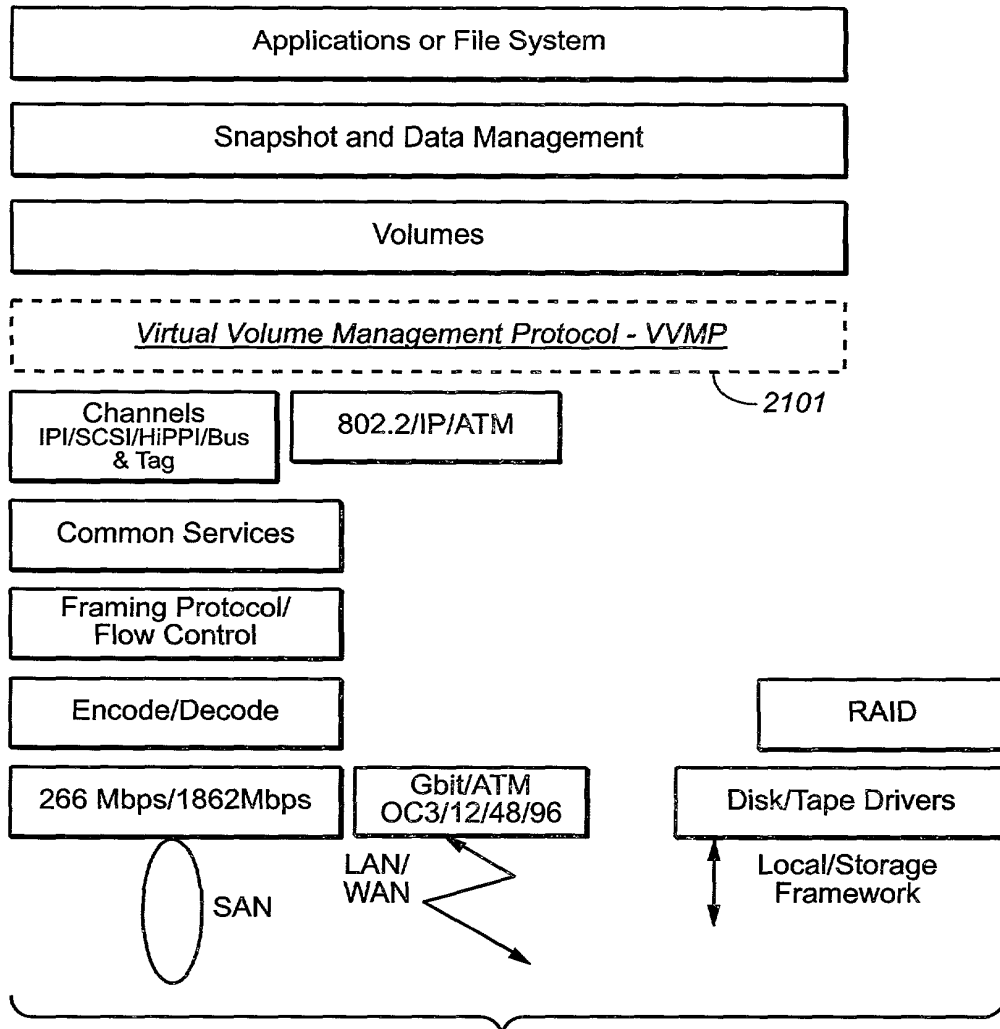 Applications or File System
Snapshot and Data Management
Volumes
Virtual Volume Management Protocol - VVMP
2101
Channels
IPI/SCSI/HiPPI/Bus
& Tag
802.2/IP/ATM
Common Services
Framing Protocol/
Flow Control
Encode/Decode
RAID
266 Mbps/1862Mbps
Gbit/ATM
OC3/12/48/96
Disk/Tape Drivers
SAN
LAN/
WAN
Local/Storage
Framework